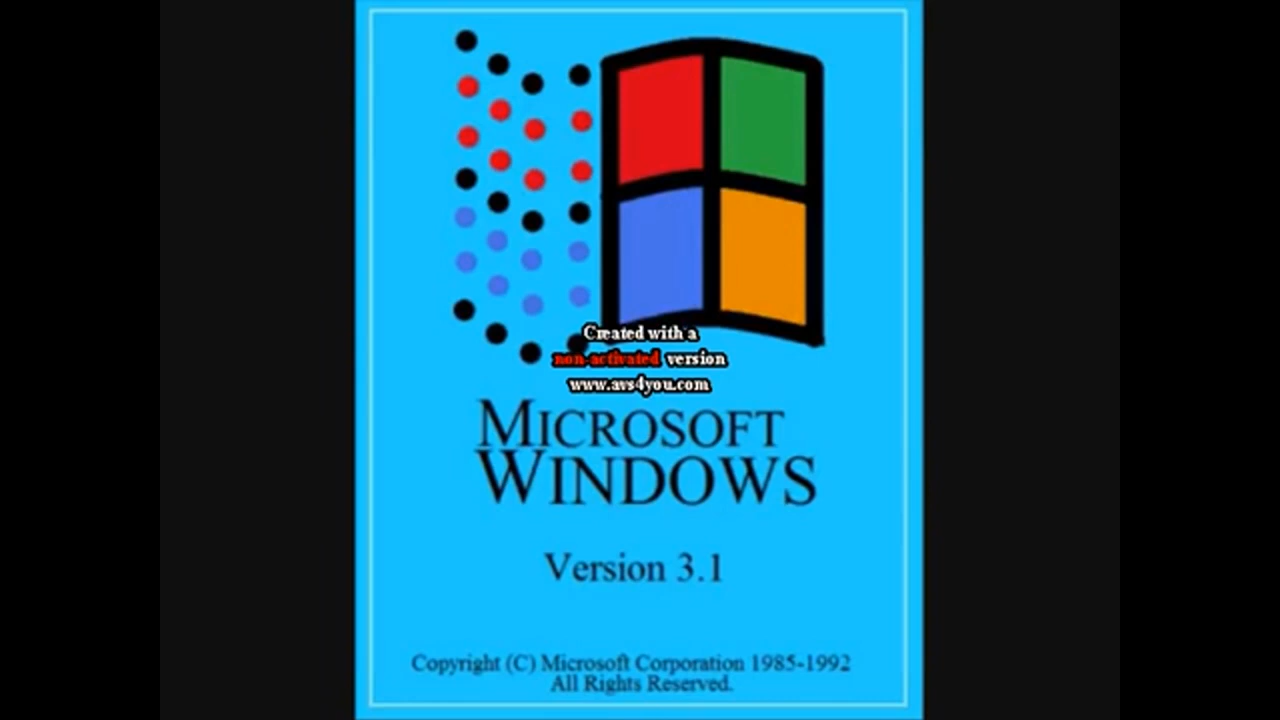 Created with a
non-activated version
www.avs4you.com
MICROSOFT
WINDOWS
Version 3.1
Copyright (C) Microsoft Corporation 1985-1992
All Rights Reserved.